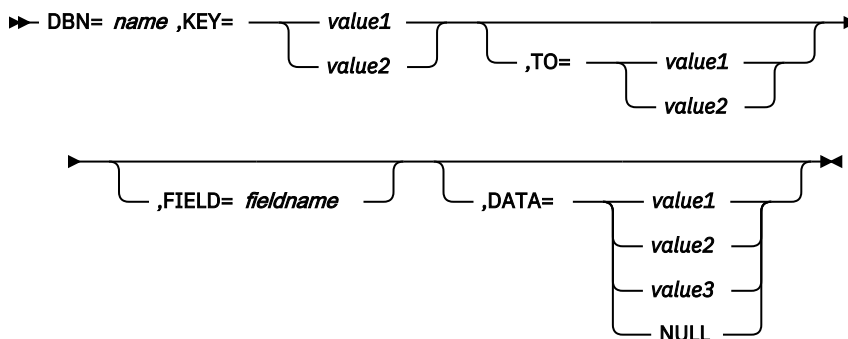 DBN= name ,KEY= value1
value2
,TO= value1
value2
,FIELD= fieldname
,DATA= value1
value2
value3
NULL